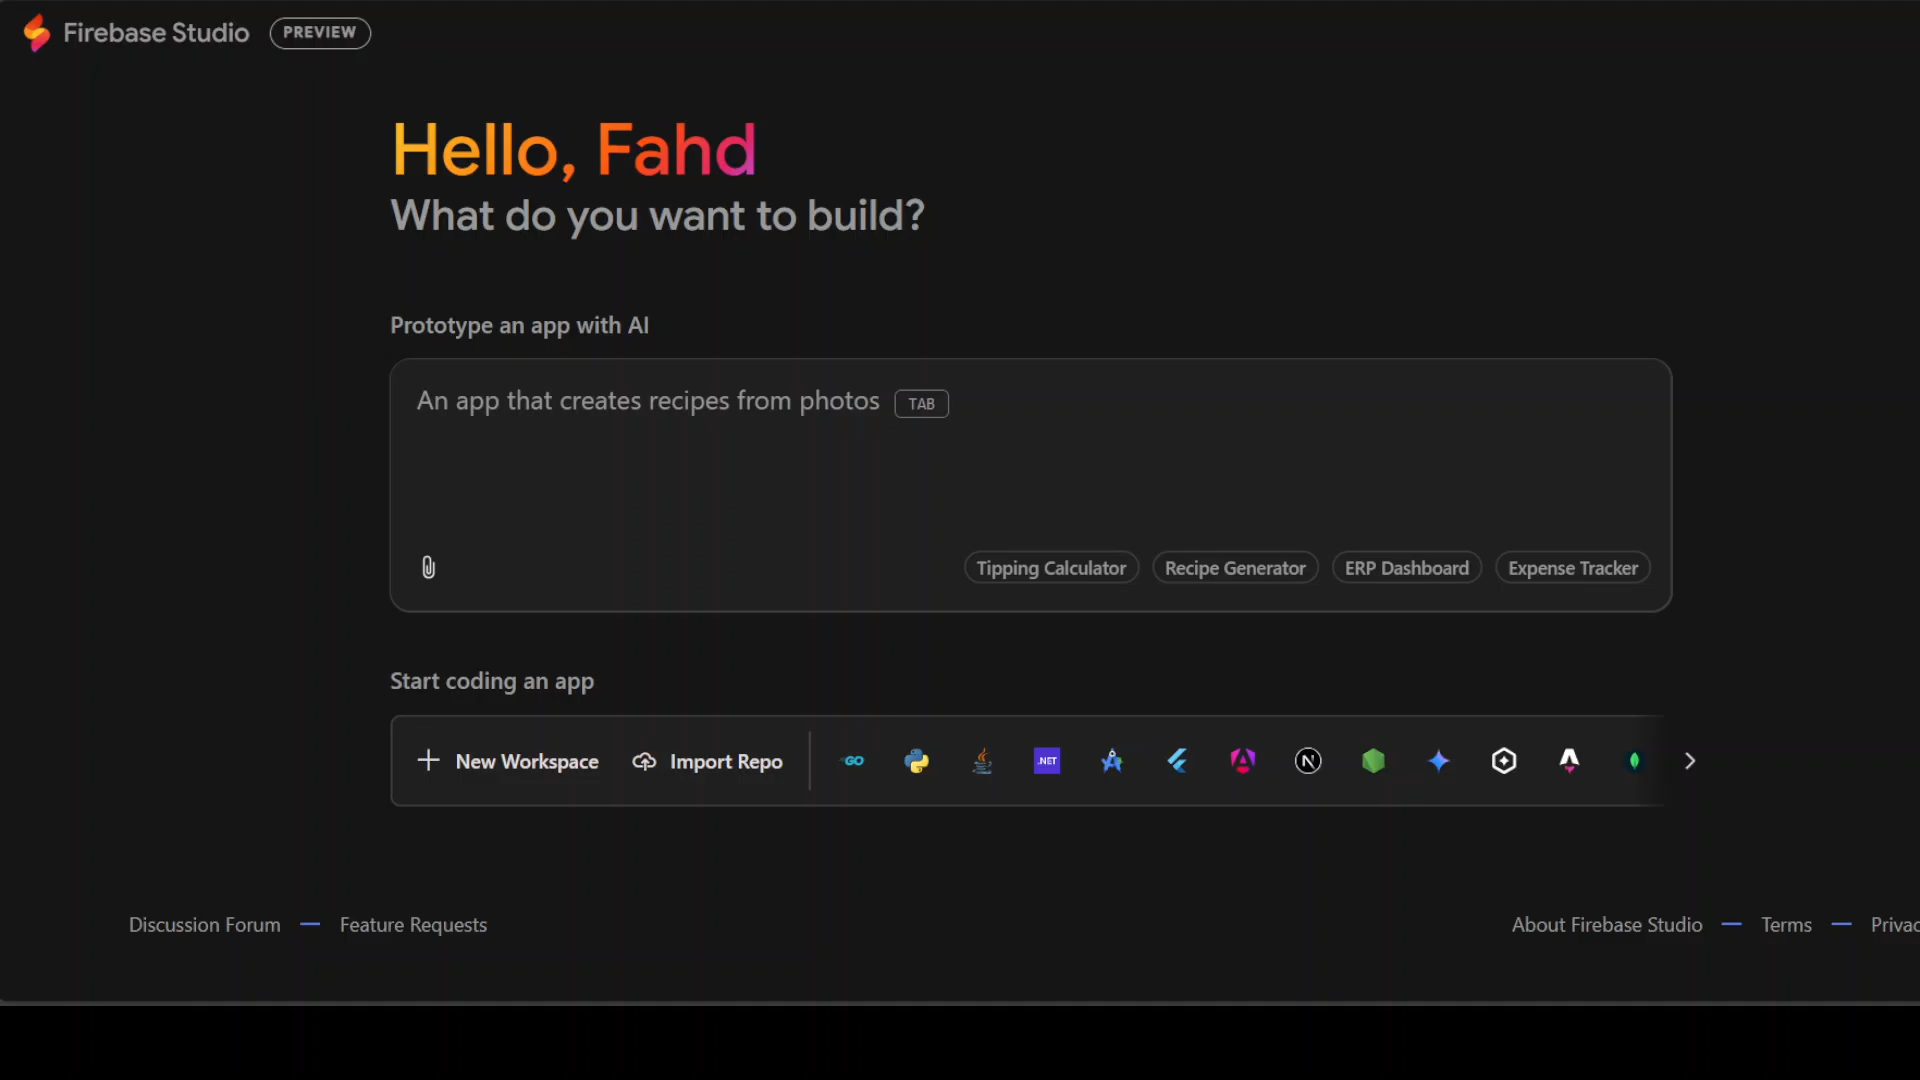 Firebase Studio PREVIEW
Hello, Fahd
What do you want to build?
Prototype an app with AI
An app that creates recipes from photos TAB
Tipping Calculator Recipe Generator ERP Dashboard Expense Tracker
Start coding an app
New Workspace Import Repo GO .NET N
Discussion Forum — Feature Requests About Firebase Studio — Terms — Privac